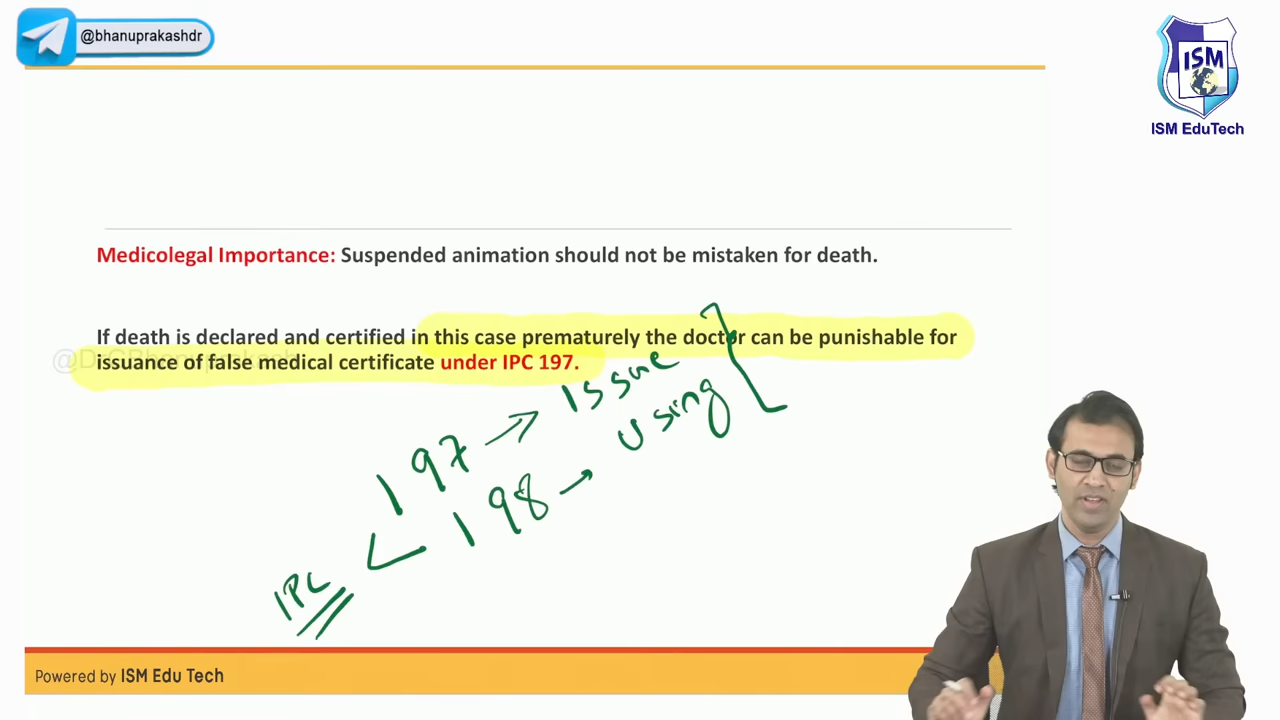 @bhanuprakashdr
ISM
ISM EduTech
Medicolegal Importance: Suspended animation should not be mistaken for death.
If death is declared and certified in this case prematurely the doctor can be punishable for
issuance of false medical certificate under IPC 197.
197 → Issue
198 → Using
IPC
Powered by ISM Edu Tech